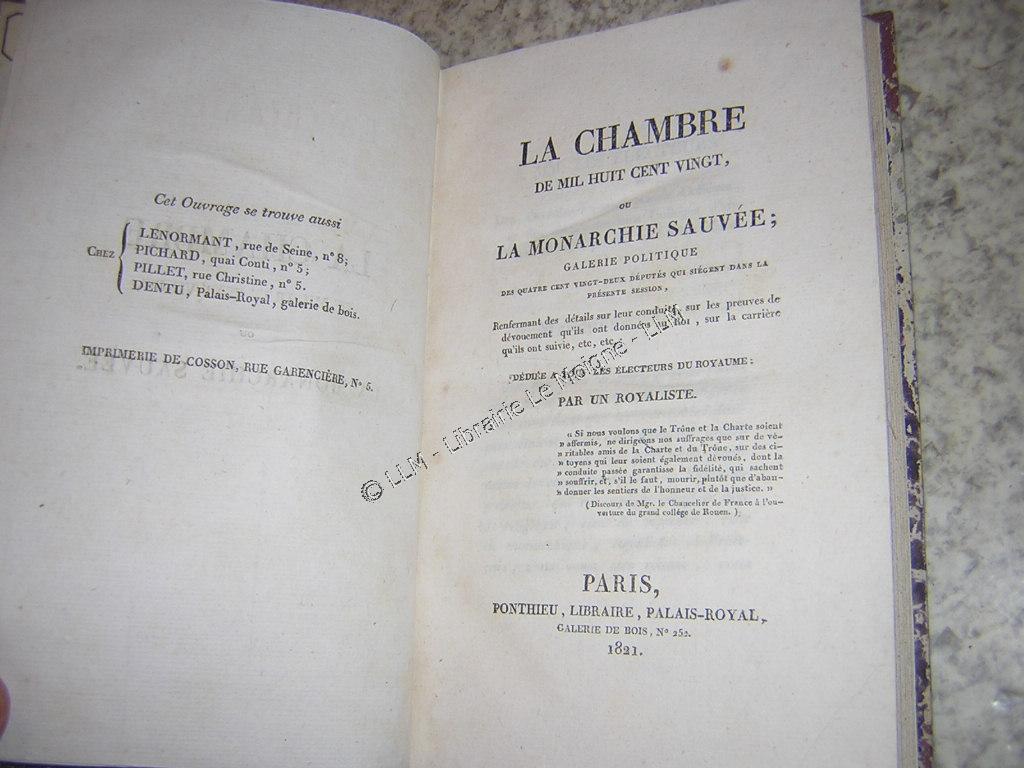 Cet Ouvrage se trouve aussi
CHEZ
LENORMANT, rue de Seine, n° 8;
PICHARD, quai Conti, n° 5;
PILLET, rue Christine, n° 5.
DENTU, Palais-Royal, galerie de bois.
IMPRIMERIE DE COSSON, RUE GARENCIÈRE, N° 5.
LA CHAMBRE
DE MIL HUIT CENT VINGT,
OU
LA MONARCHIE SAUVÉE;
GALERIE POLITIQUE
DES QUATRE CENT VINGT-DEUX DÉPUTÉS QUI SIÉGENT DANS LA
PRÉSENTE SESSION,
Renfermant des détails sur leur conduite, sur les preuves de
dévouement qu'ils ont données au Roi, sur la carrière
qu'ils ont suivie, etc, etc.
DÉDIÉE A TOUS LES ÉLECTEURS DU ROYAUME:
PAR UN ROYALISTE.
« Si nous voulons que le Trône et la Charte soient
» affermis, ne dirigeons nos suffrages que sur de vé-
» ritables amis de la Charte et du Trône, sur des ci-
» toyens qui leur soient également dévoués, dont la
» conduite passée garantisse la fidélité, qui sachent
» souffrir, et, s'il le faut, mourir, plutôt que d'aban-
» donner les sentiers de l'honneur et de la justice. »
(Discours de Mgr. le Chancelier de France à l'ou-
verture du grand collége de Rouen.)
PARIS,
PONTHIEU, LIBRAIRE, PALAIS-ROYAL,
GALERIE DE BOIS, N° 252.
1821.
© LLM - Librairie Le Moigne - LLM